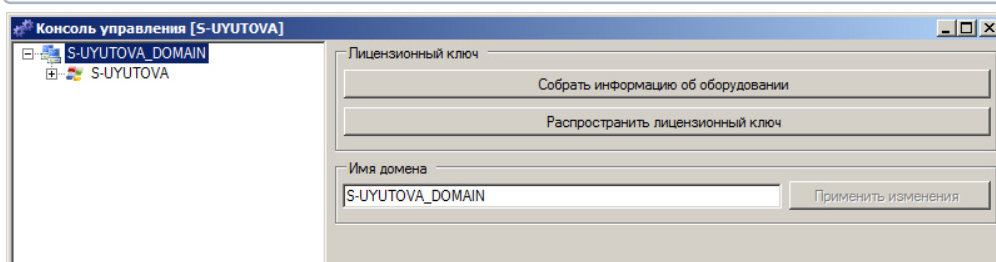 Консоль управления [S-UYUTOVA]
S-UYUTOVA_DOMAIN
S-UYUTOVA
Лицензионный ключ
Собрать информацию об оборудовании
Распространить лицензионный ключ
Имя домена
S-UYUTOVA_DOMAIN
Применить изменения